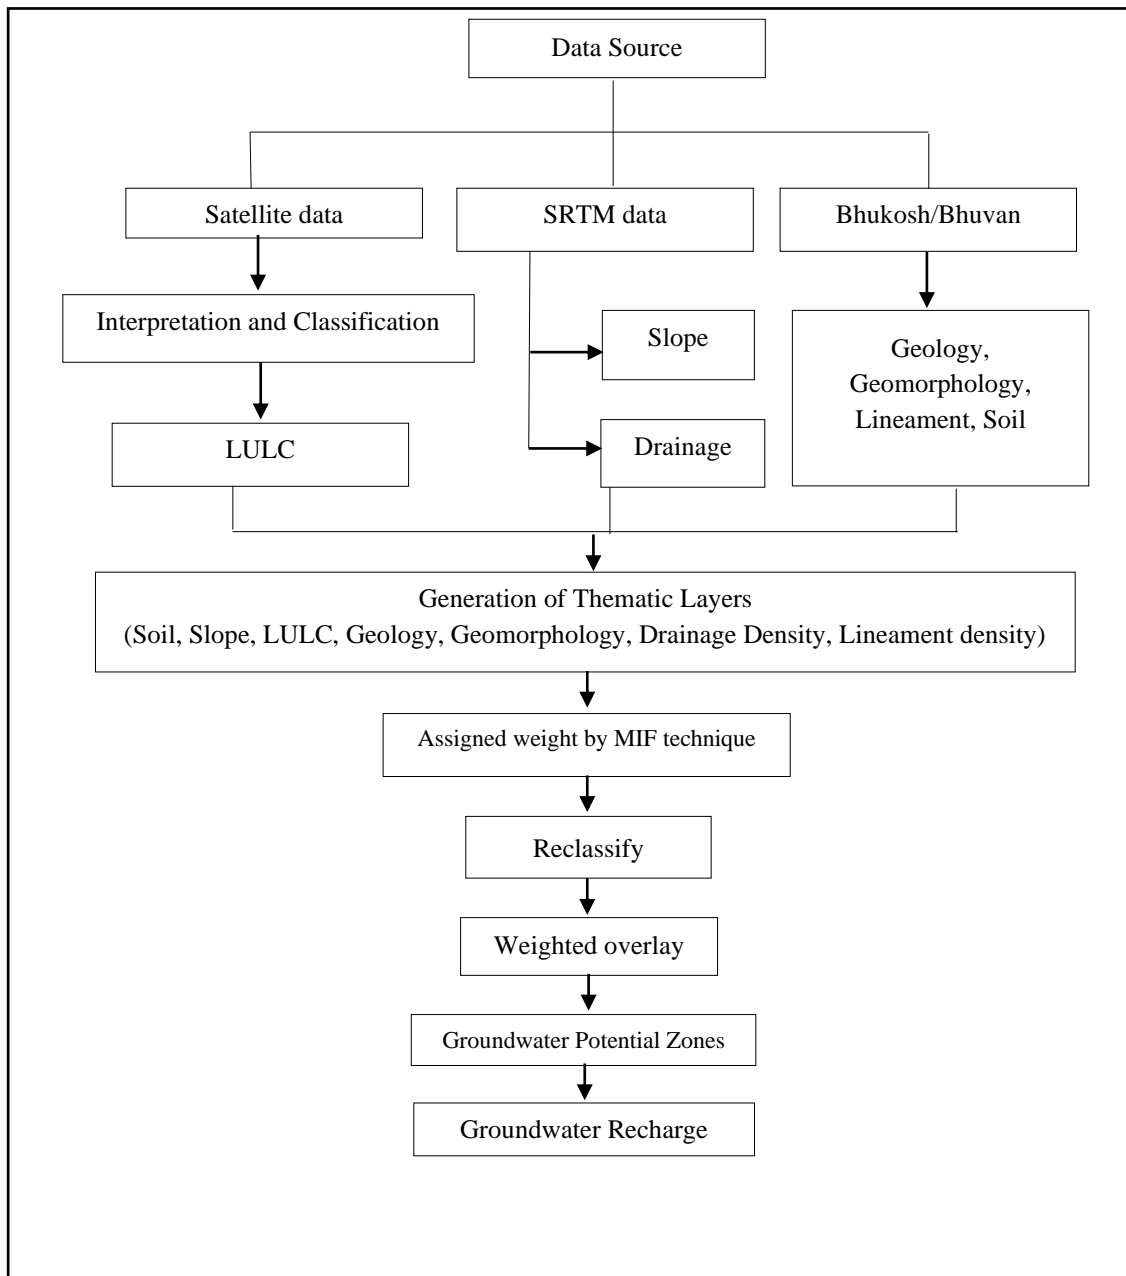 Data Source
Satellite data
SRTM data
Bhukosh/Bhuvan
Interpretation and Classification
Slope
Geology,
Geomorphology,
Lineament, Soil
LULC
Drainage
Generation of Thematic Layers
(Soil, Slope, LULC, Geology, Geomorphology, Drainage Density, Lineament density)
Assigned weight by MIF technique
Reclassify
Weighted overlay
Groundwater Potential Zones
Groundwater Recharge